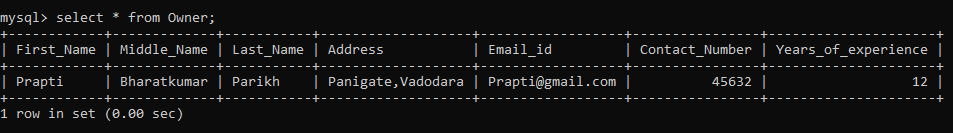 mysql> select * from Owner;
+------------+-------------+-----------+-------------------+------------------+----------------+---------------------+
| First_Name | Middle_Name | Last_Name | Address           | Email_id         | Contact_Number | Years_of_experience |
+------------+-------------+-----------+-------------------+------------------+----------------+---------------------+
| Prapti     | Bharatkumar | Parikh    | Panigate,Vadodara | Prapti@gmail.com |          45632 |                  12 |
+------------+-------------+-----------+-------------------+------------------+----------------+---------------------+
1 row in set (0.00 sec)